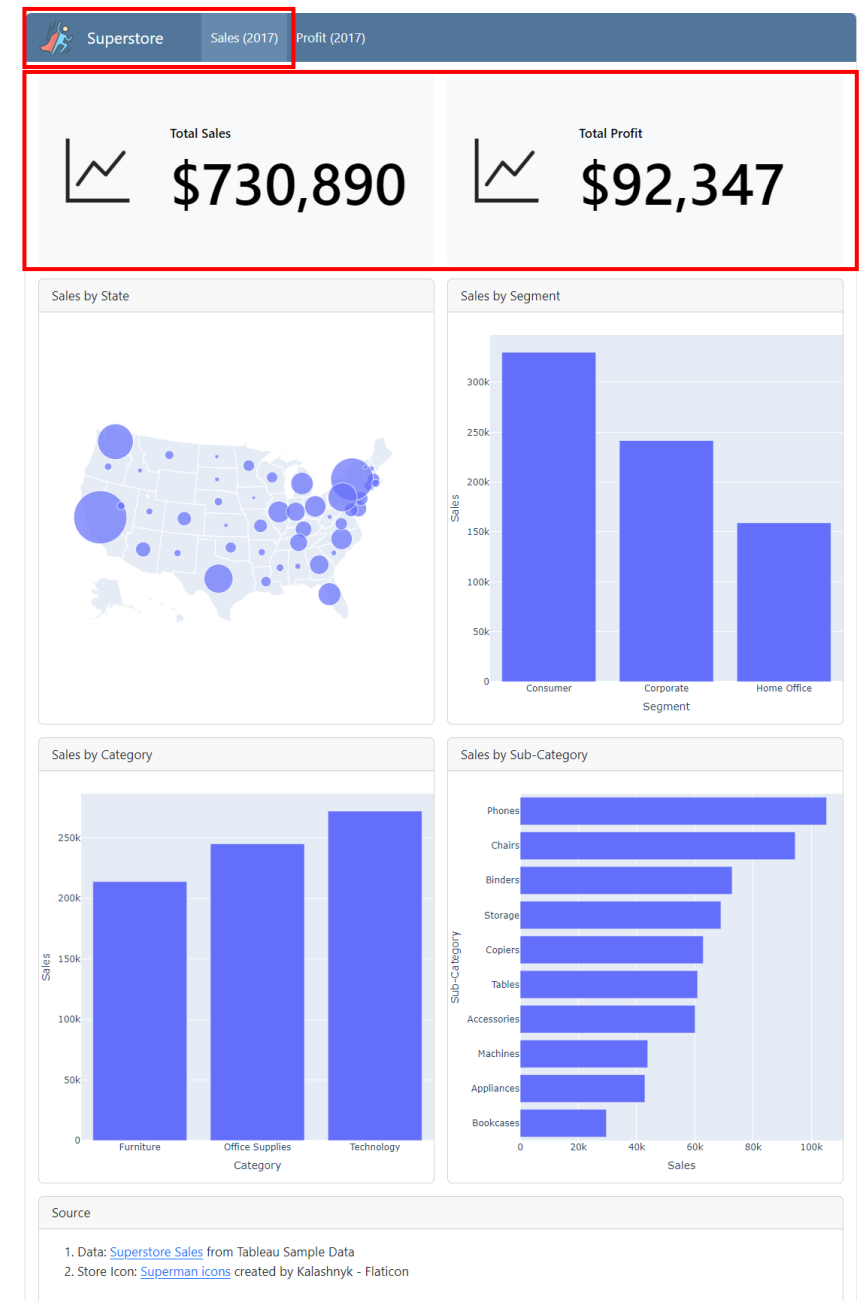 Superstore Sales (2017) Profit (2017)
Total Sales
$730,890
Total Profit
$92,347
Sales by State
Sales by Segment
300k
250k
200k
150k
100k
50k
0
Sales
Consumer Corporate Home Office
Segment
Sales by Category
250k
200k
150k
100k
50k
0
Sales
Furniture Office Supplies Technology
Category
Sales by Sub-Category
Phones
Chairs
Binders
Storage
Copiers
Tables
Accessories
Machines
Appliances
Bookcases
Sub-Category
0 20k 40k 60k 80k 100k
Sales
Source
1. Data: Superstore Sales from Tableau Sample Data
2. Store Icon: Superman icons created by Kalashnyk - Flaticon